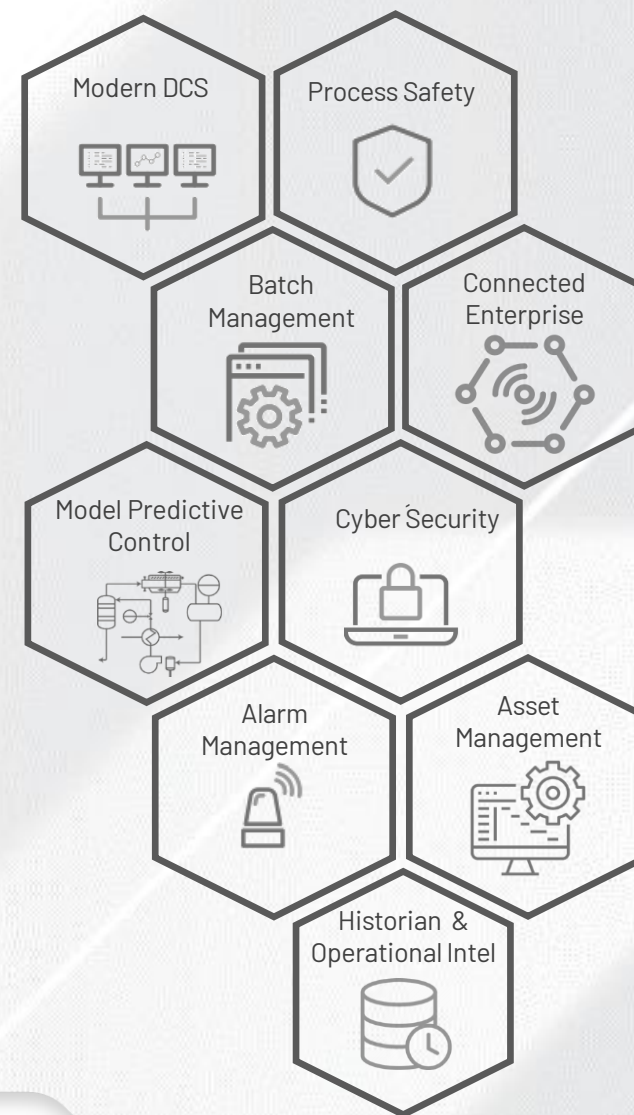 Modern DCS
Process Safety
Batch
Management
Connected
Enterprise
Model Predictive
Control
Cyber Security
Alarm
Management
Asset
Management
Historian &
Operational Intel